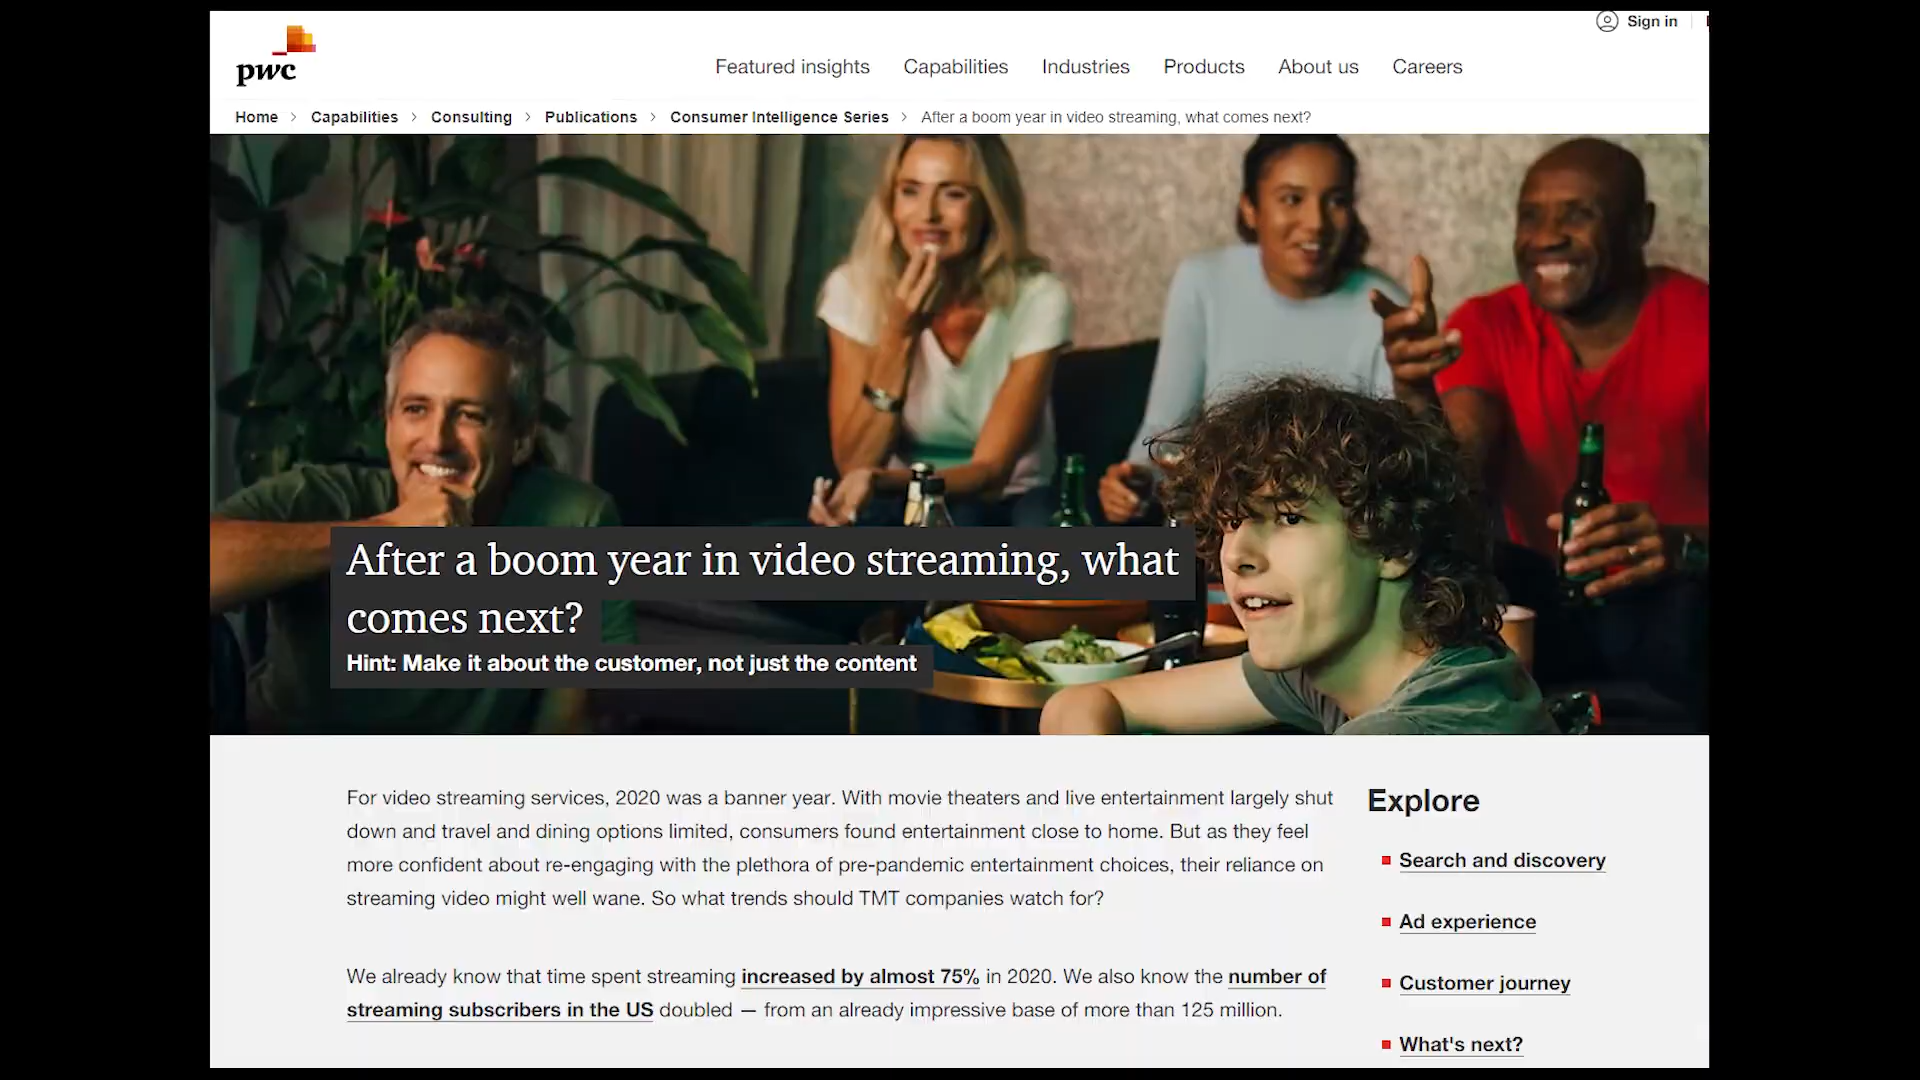 Sign in
pwc
Featured insights Capabilities Industries Products About us Careers
Home > Capabilities > Consulting > Publications > Consumer Intelligence Series > After a boom year in video streaming, what comes next?
After a boom year in video streaming, what
comes next?
Hint: Make it about the customer, not just the content
For video streaming services, 2020 was a banner year. With movie theaters and live entertainment largely shut
down and travel and dining options limited, consumers found entertainment close to home. But as they feel
more confident about re-engaging with the plethora of pre-pandemic entertainment choices, their reliance on
streaming video might well wane. So what trends should TMT companies watch for?
We already know that time spent streaming increased by almost 75% in 2020. We also know the number of
streaming subscribers in the US doubled — from an already impressive base of more than 125 million.
Explore
Search and discovery
Ad experience
Customer journey
What's next?